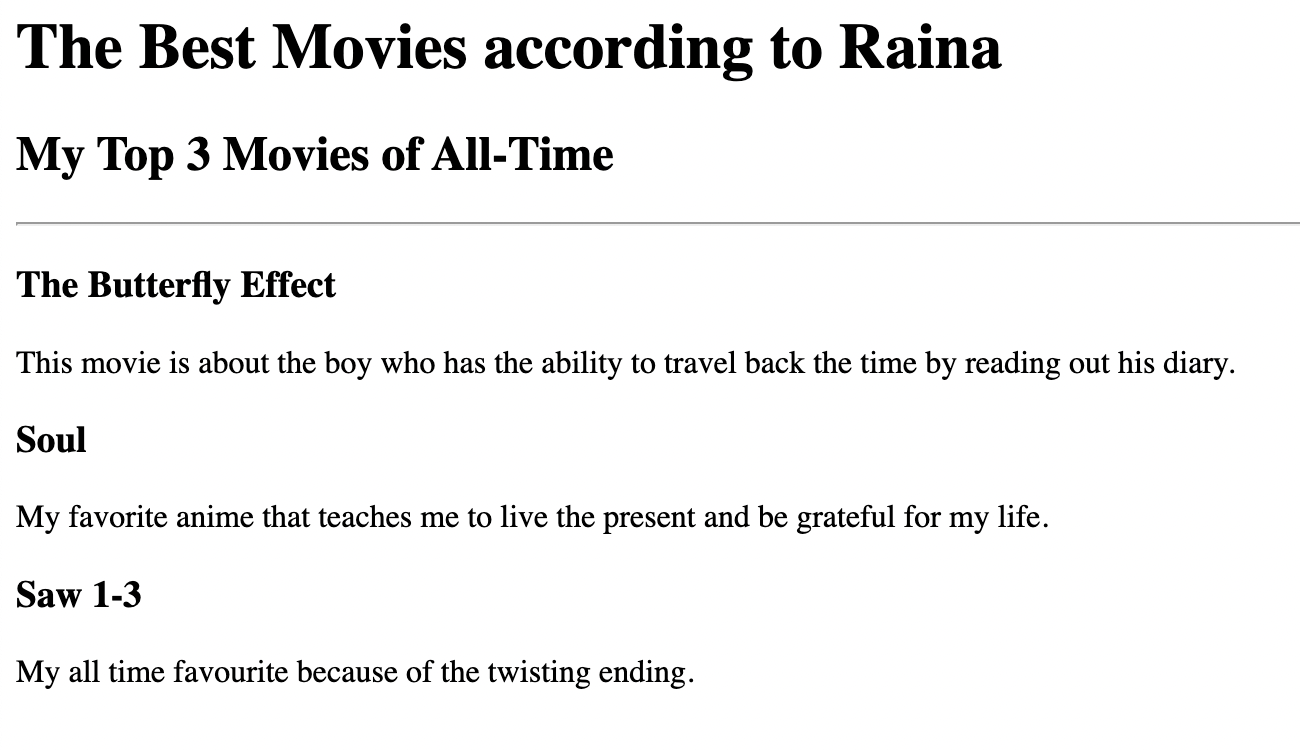 The Best Movies according to Raina
My Top 3 Movies of All-Time
The Butterfly Effect
This movie is about the boy who has the ability to travel back the time by reading out his diary.
Soul
My favorite anime that teaches me to live the present and be grateful for my life.
Saw 1-3
My all time favourite because of the twisting ending.